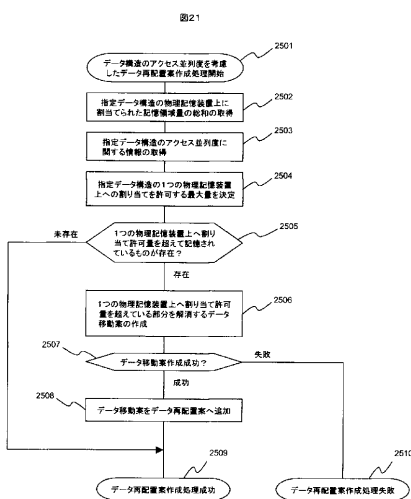 図21
2501
データ構造のアクセス並列度を考慮
したデータ再配置案作成処理開始
2502
指定データ構造の物理記憶装置上に
割当てられた記憶領域量の総和の取得
2503
指定データ構造のアクセス並列度に
関する情報の取得
2504
指定データ構造の1つの物理記憶装置
上への割り当てを許可する最大量を決定
2505
未存在
1つの物理記憶装置上へ割り
当て許可量を超えて記憶され
ているものが存在?
存在
2506
1つの物理記憶装置上へ割り当て許可
量を超えている部分を解消するデータ
移動案の作成
2507
データ移動案作成成功?
失敗
成功
2508
データ移動案をデータ再配置案へ追加
2509
2510
データ再配置案作成処理成功
データ再配置案作成処理失敗